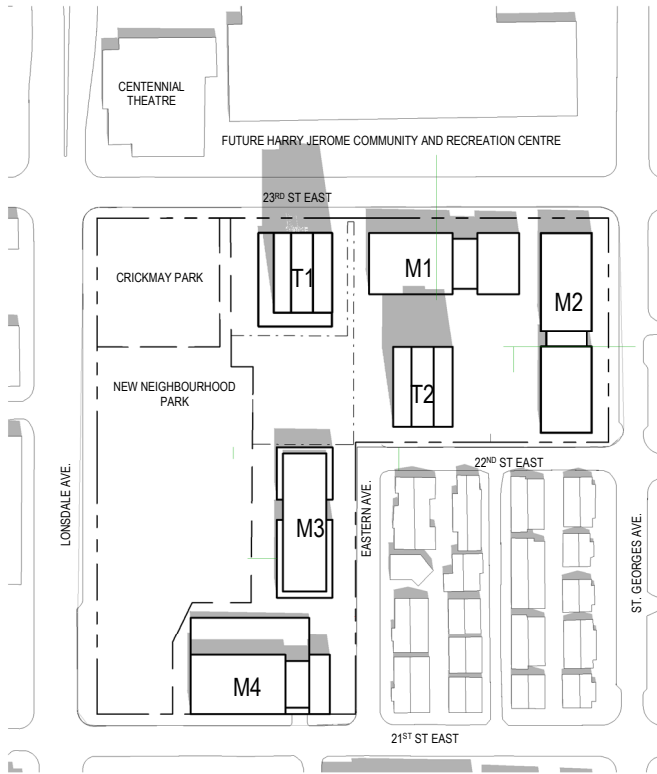 CENTENNIAL
THEATRE
FUTURE HARRY JEROME COMMUNITY AND RECREATION CENTRE
23RD ST EAST
CRICKMAY PARK
T1
M1
M2
NEW NEIGHBOURHOOD
PARK
T2
22ND ST EAST
LONSDALE AVE.
M3
EASTERN AVE.
ST. GEORGES AVE.
M4
21ST ST EAST